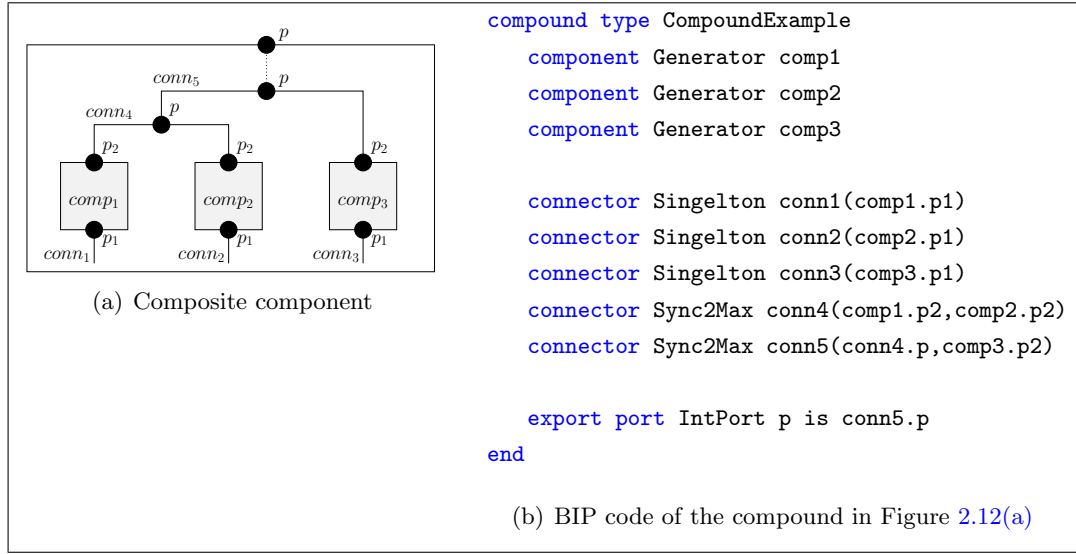 p
conn5
p
conn4
p
p2
p2
p2
comp1
comp2
comp3
p1
p1
p1
conn1
conn2
conn3
(a) Composite component
compound type CompoundExample
component Generator comp1
component Generator comp2
component Generator comp3
connector Singelton conn1(comp1.p1)
connector Singelton conn2(comp2.p1)
connector Singelton conn3(comp3.p1)
connector Sync2Max conn4(comp1.p2,comp2.p2)
connector Sync2Max conn5(conn4.p,comp3.p2)
export port IntPort p is conn5.p
end
(b) BIP code of the compound in Figure 2.12(a)